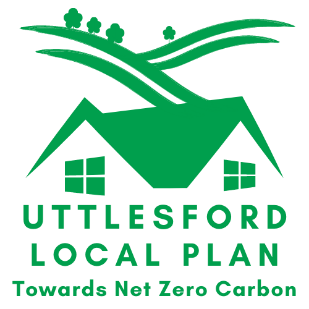 UTTLESFORD
LOCAL PLAN
Towards Net Zero Carbon